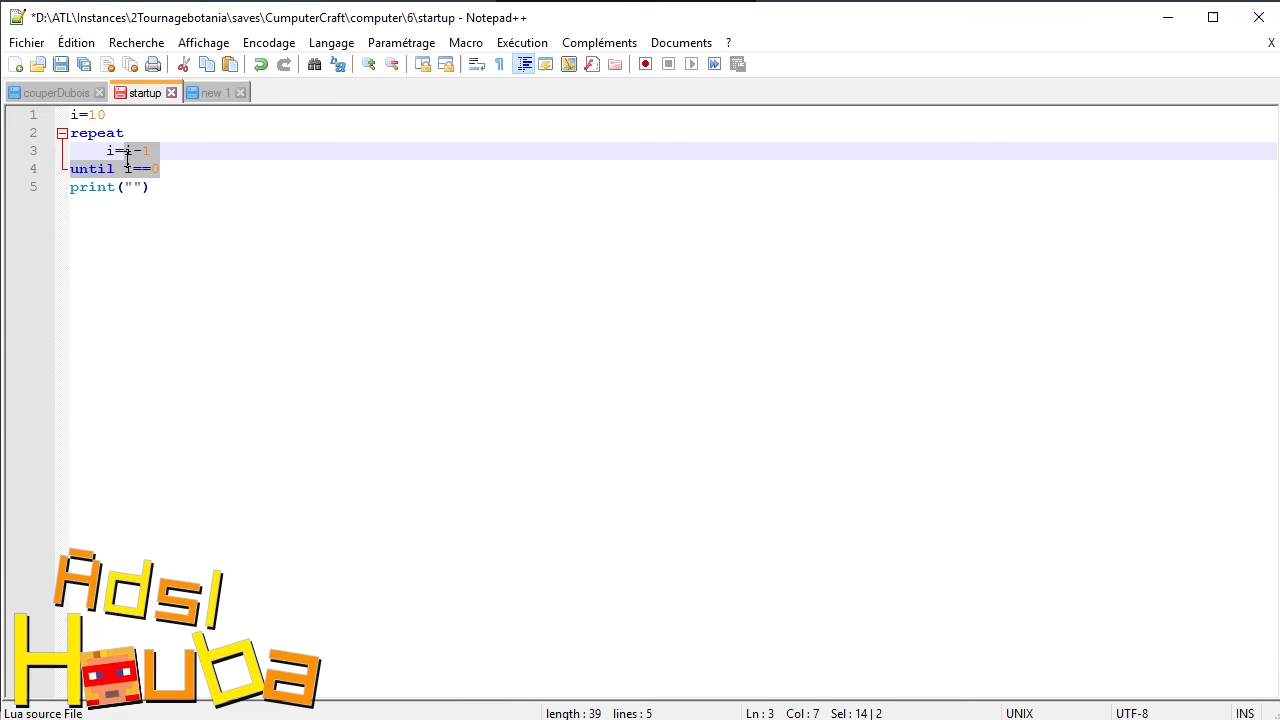 *D:\ATL\Instances\2Tournagebotania\saves\CumputerCraft\computer\6\startup - Notepad++
Fichier Édition Recherche Affichage Encodage Langage Paramétrage Macro Exécution Compléments Documents ? X
couperDubois startup new 1
1 i=10
2 repeat
3 i=i-1
4 until i==0
5 print("")
Adsl
Houba
Lua source File length : 39 lines : 5 Ln : 3 Col : 7 Sel : 14 | 2 UNIX UTF-8 INS